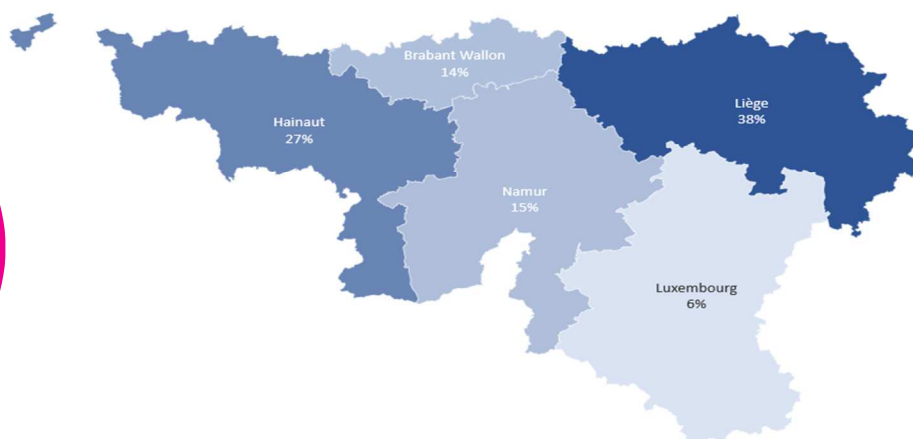 Brabant Wallon
14%
Liège
38%
Hainaut
27%
Namur
15%
Luxembourg
6%